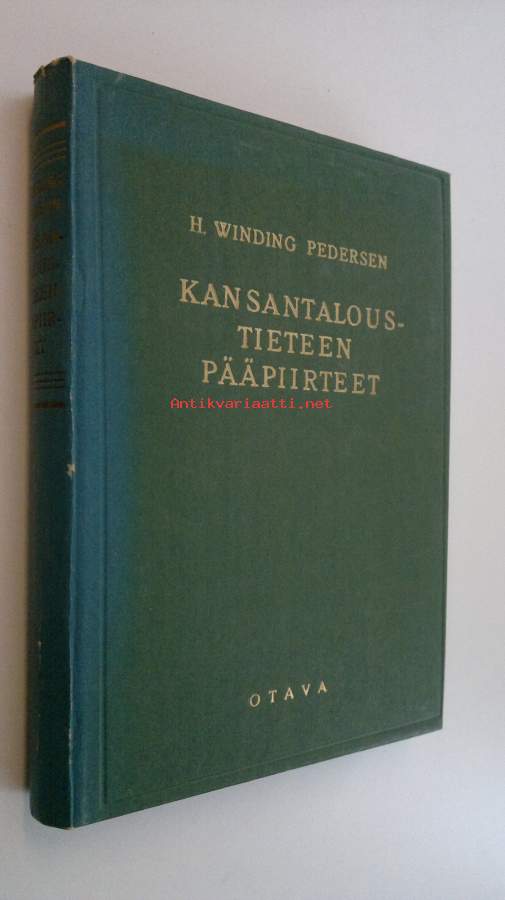 H. WINDING PEDERSEN
KANSANTALOUS-
TIETEEN
PÄÄPIIRTEET
Antikvariaatti.net
OTAVA